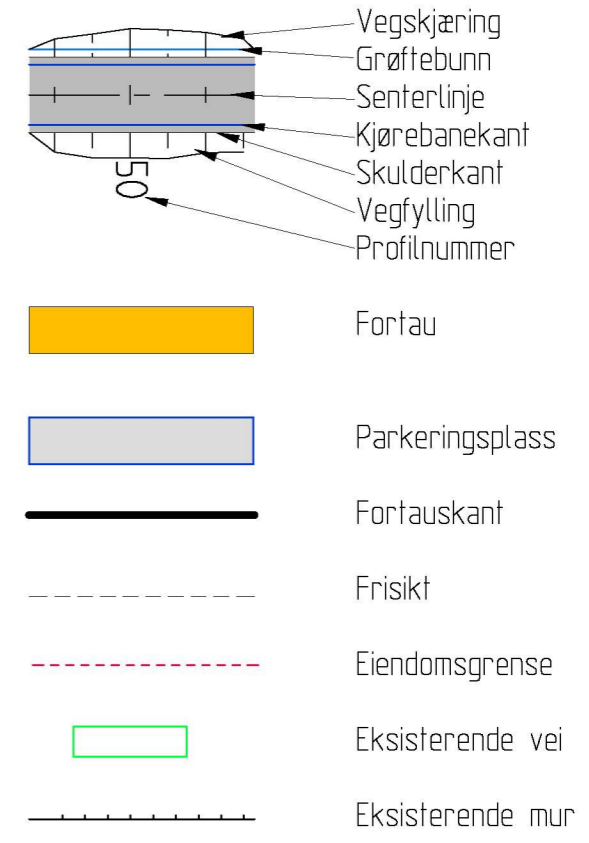 Vegskjæring
Grøftebunn
Senterlinje
Kjørebanekant
Skulderkant
Vegfylling
50
Profilnummer
Fortau
Parkeringsplass
Fortauskant
Frisikt
Eiendomsgrense
Eksisterende vei
Eksisterende mur